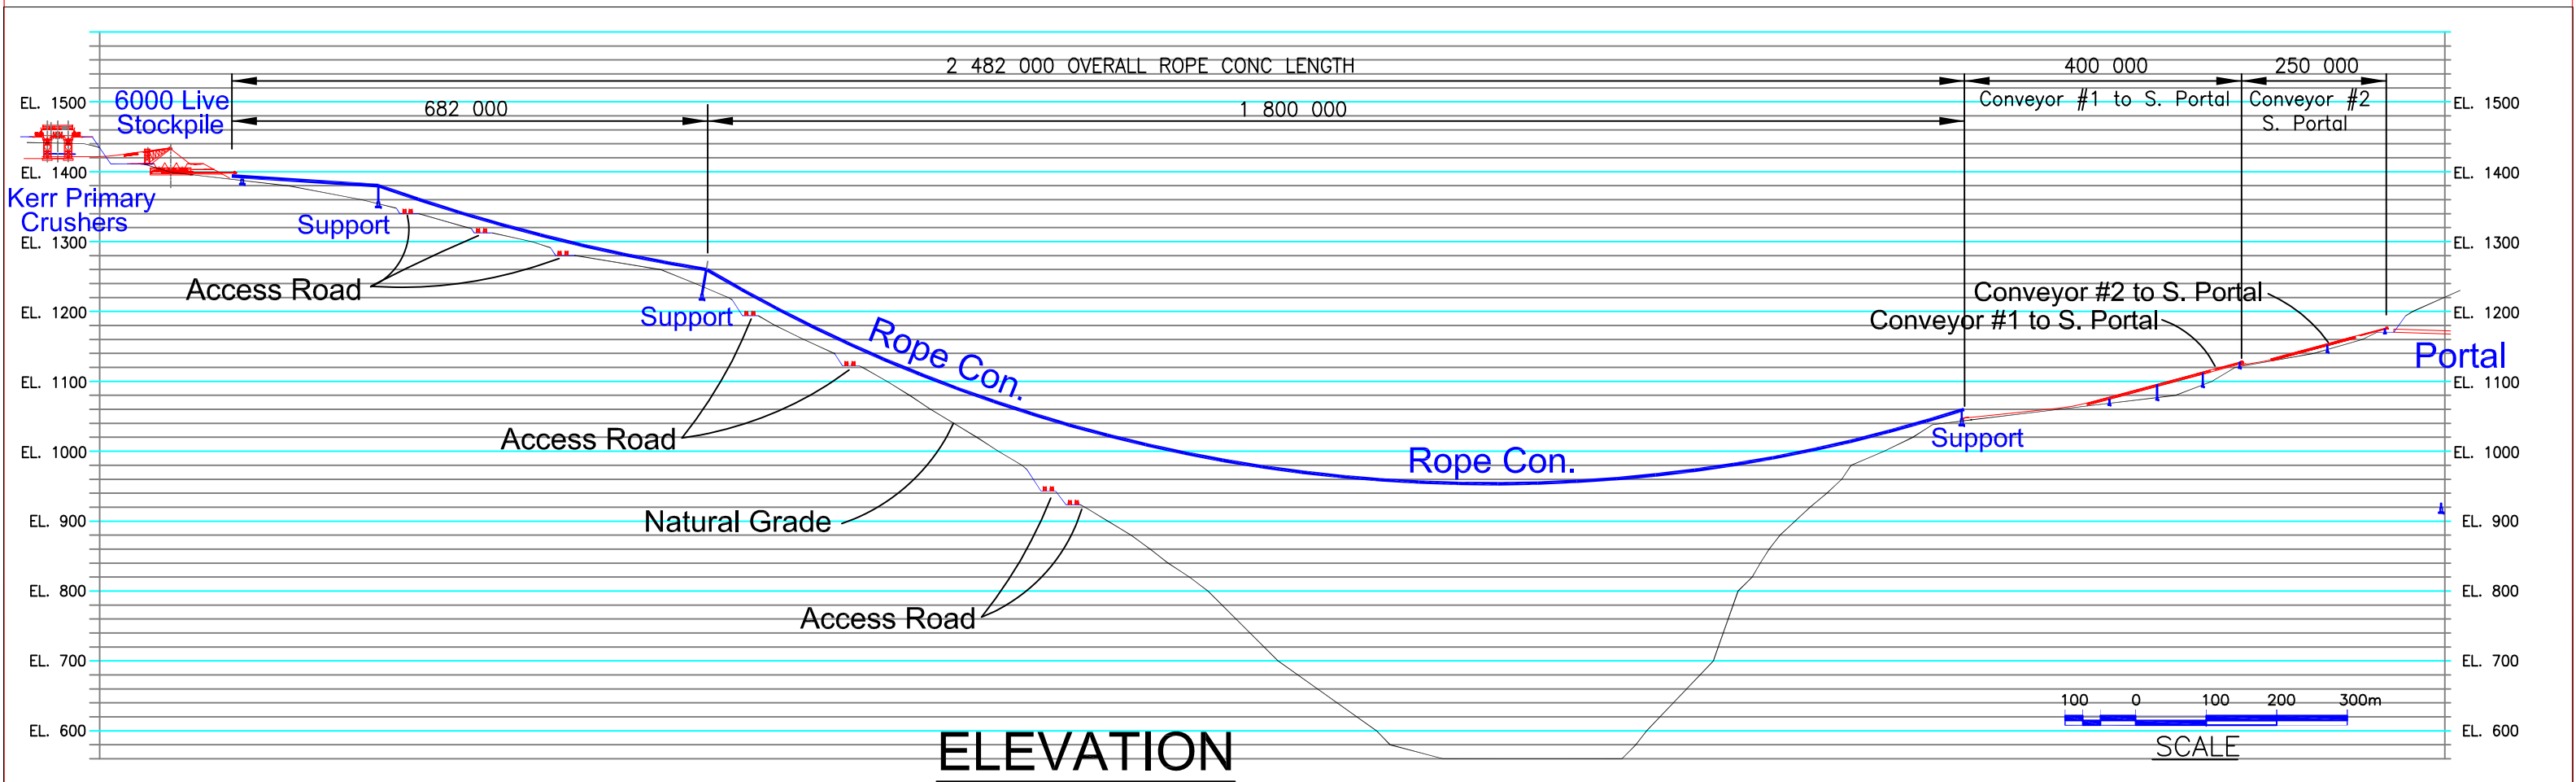 2 482 000 OVERALL ROPE CONC LENGTH
400 000
250 000
EL. 1500
6000 Live
Stockpile
682 000
1 800 000
Conveyor #1 to S. Portal
Conveyor #2
S. Portal
EL. 1500
EL. 1400
EL. 1400
Kerr Primary
Crushers
Support
EL. 1300
EL. 1300
Access Road
Conveyor #2 to S. Portal
EL. 1200
Support
Conveyor #1 to S. Portal
EL. 1200
Rope Con.
Portal
EL. 1100
EL. 1100
Access Road
Support
EL. 1000
Rope Con.
EL. 1000
Natural Grade
EL. 900
EL. 900
EL. 800
EL. 800
Access Road
EL. 700
EL. 700
100 0 100 200 300m
EL. 600
EL. 600
ELEVATION
SCALE